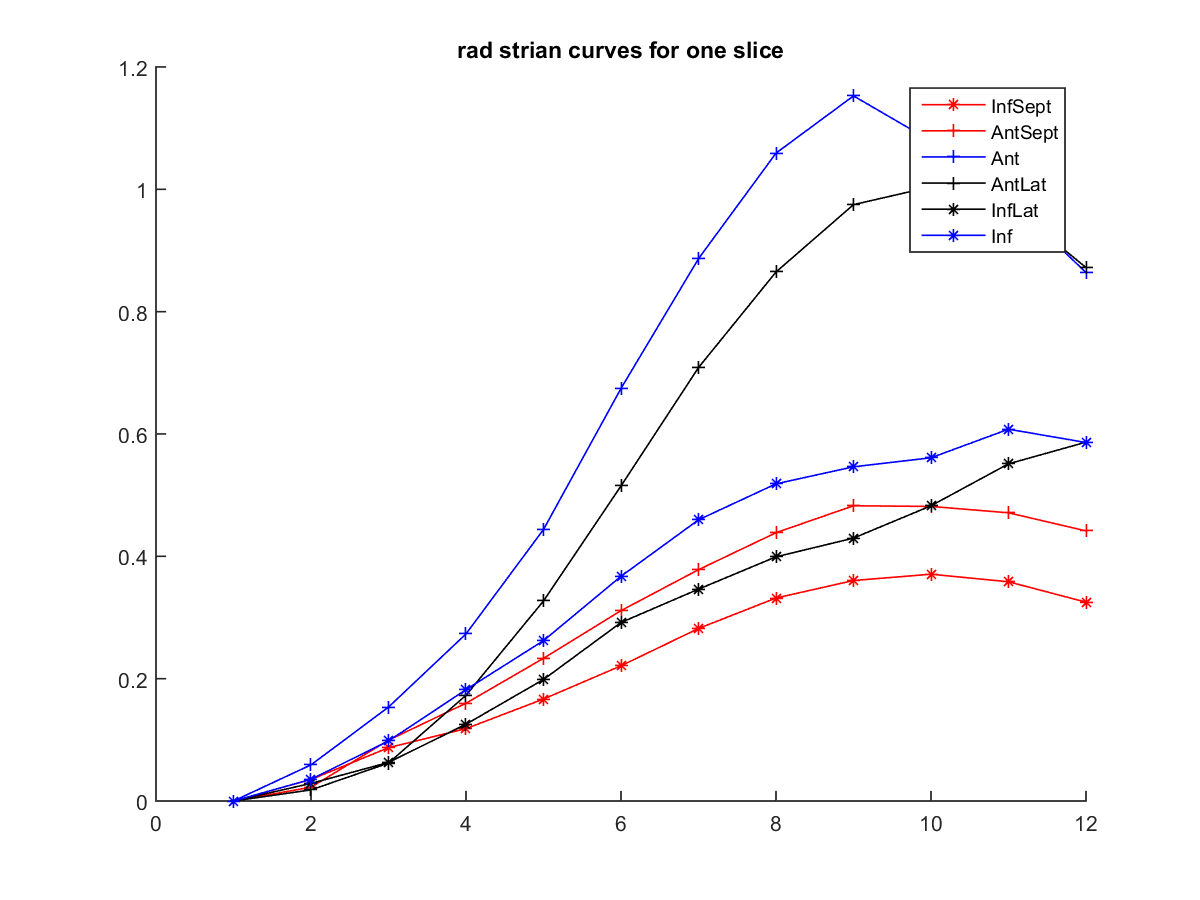 rad strian curves for one slice
1.2
1
0.8
0.6
0.4
0.2
0
0 2 4 6 8 10 12
InfSept
AntSept
Ant
AntLat
InfLat
Inf